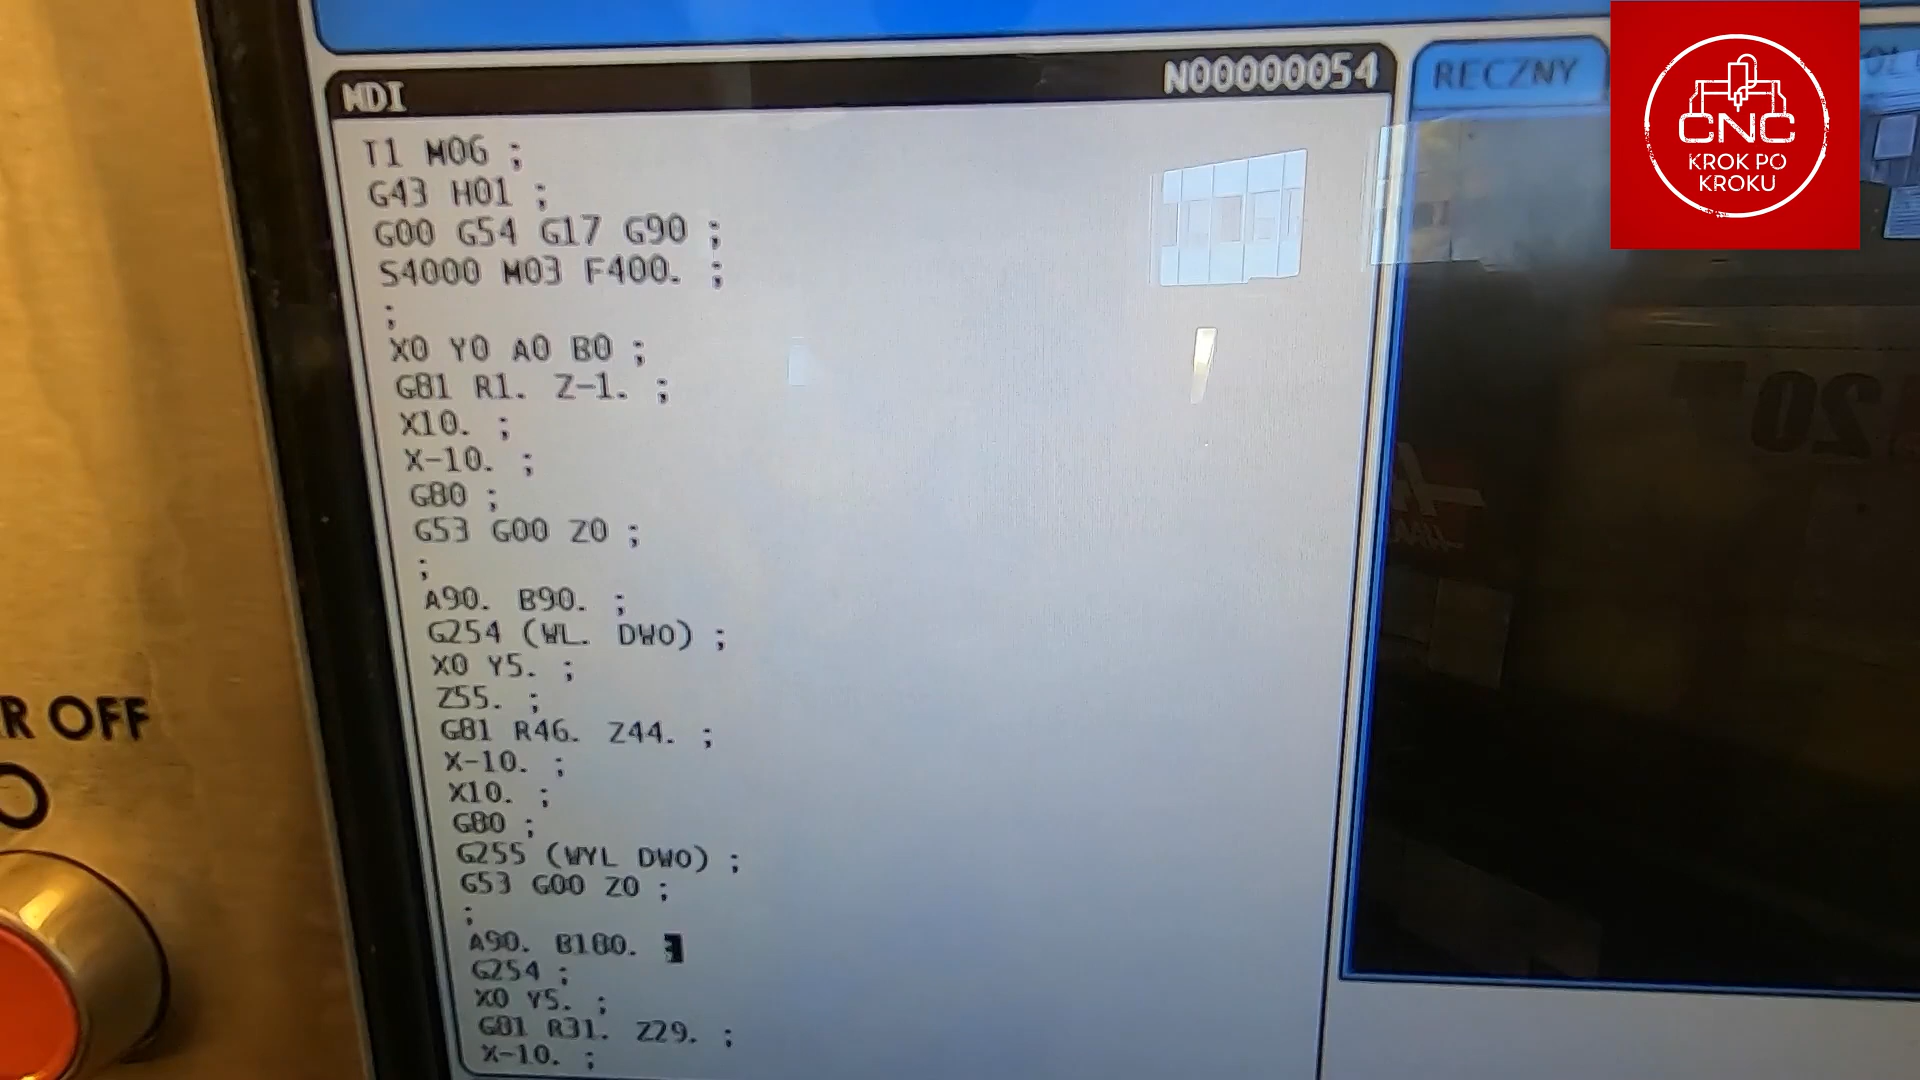 MDI
N00000054
RECZNY
T1 M06 ;
G43 H01 ;
G00 G54 G17 G90 ;
S4000 M03 F400. ;
;
X0 Y0 A0 B0 ;
G81 R1. Z-1. ;
X10. ;
X-10. ;
G80 ;
G53 G00 Z0 ;
;
A90. B90. ;
G254 (WL. DWO) ;
X0 Y5. ;
Z55. ;
G81 R46. Z44. ;
X-10. ;
X10. ;
G80 ;
G255 (WYL DWO) ;
G53 G00 Z0 ;
;
A90. B180. ;
G254 ;
X0 Y5. ;
G81 R31. Z29. ;
X-10. ;
CNC
KROK PO
KROKU
R OFF